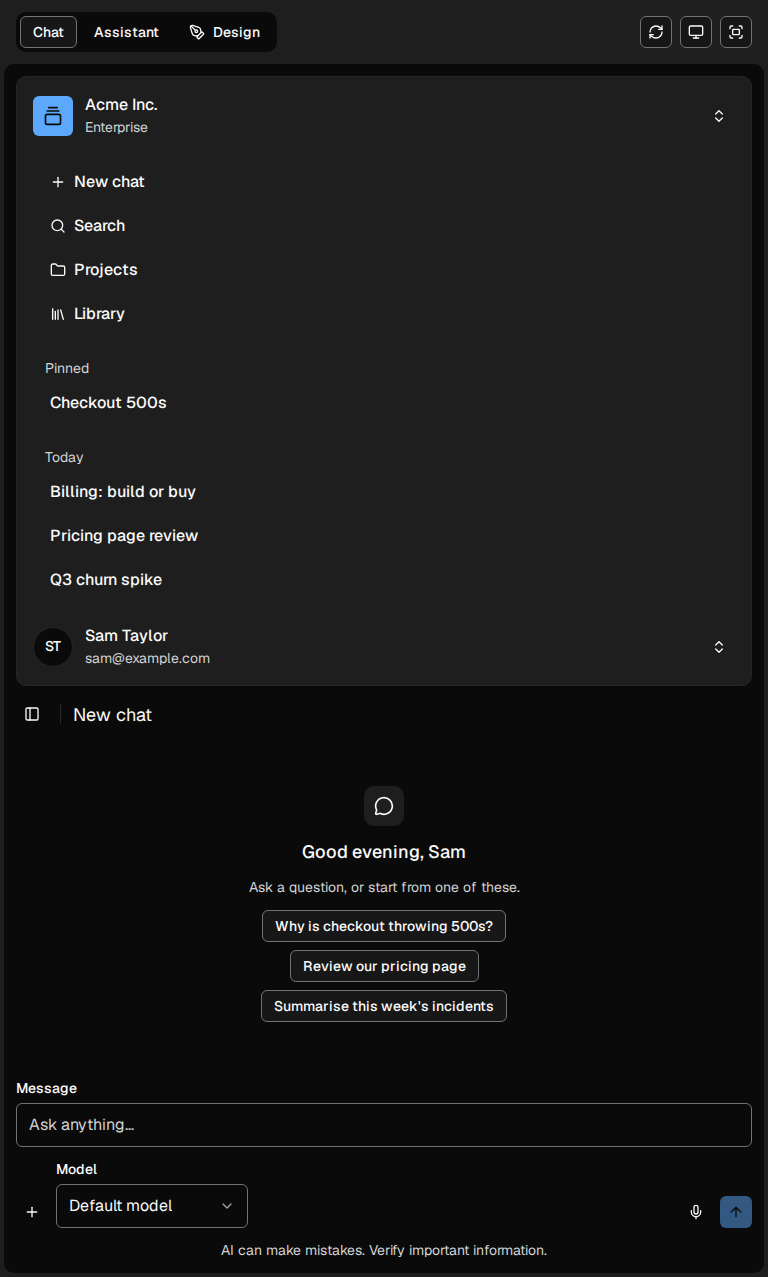 Chat
Assistant
Design
Acme Inc.
Enterprise
New chat
Search
Projects
Library
Pinned
Checkout 500s
Today
Billing: build or buy
Pricing page review
Q3 churn spike
ST
Sam Taylor
sam@example.com
New chat
Good evening, Sam
Ask a question, or start from one of these.
Why is checkout throwing 500s?
Review our pricing page
Summarise this week's incidents
Message
Ask anything...
Model
Default model
AI can make mistakes. Verify important information.